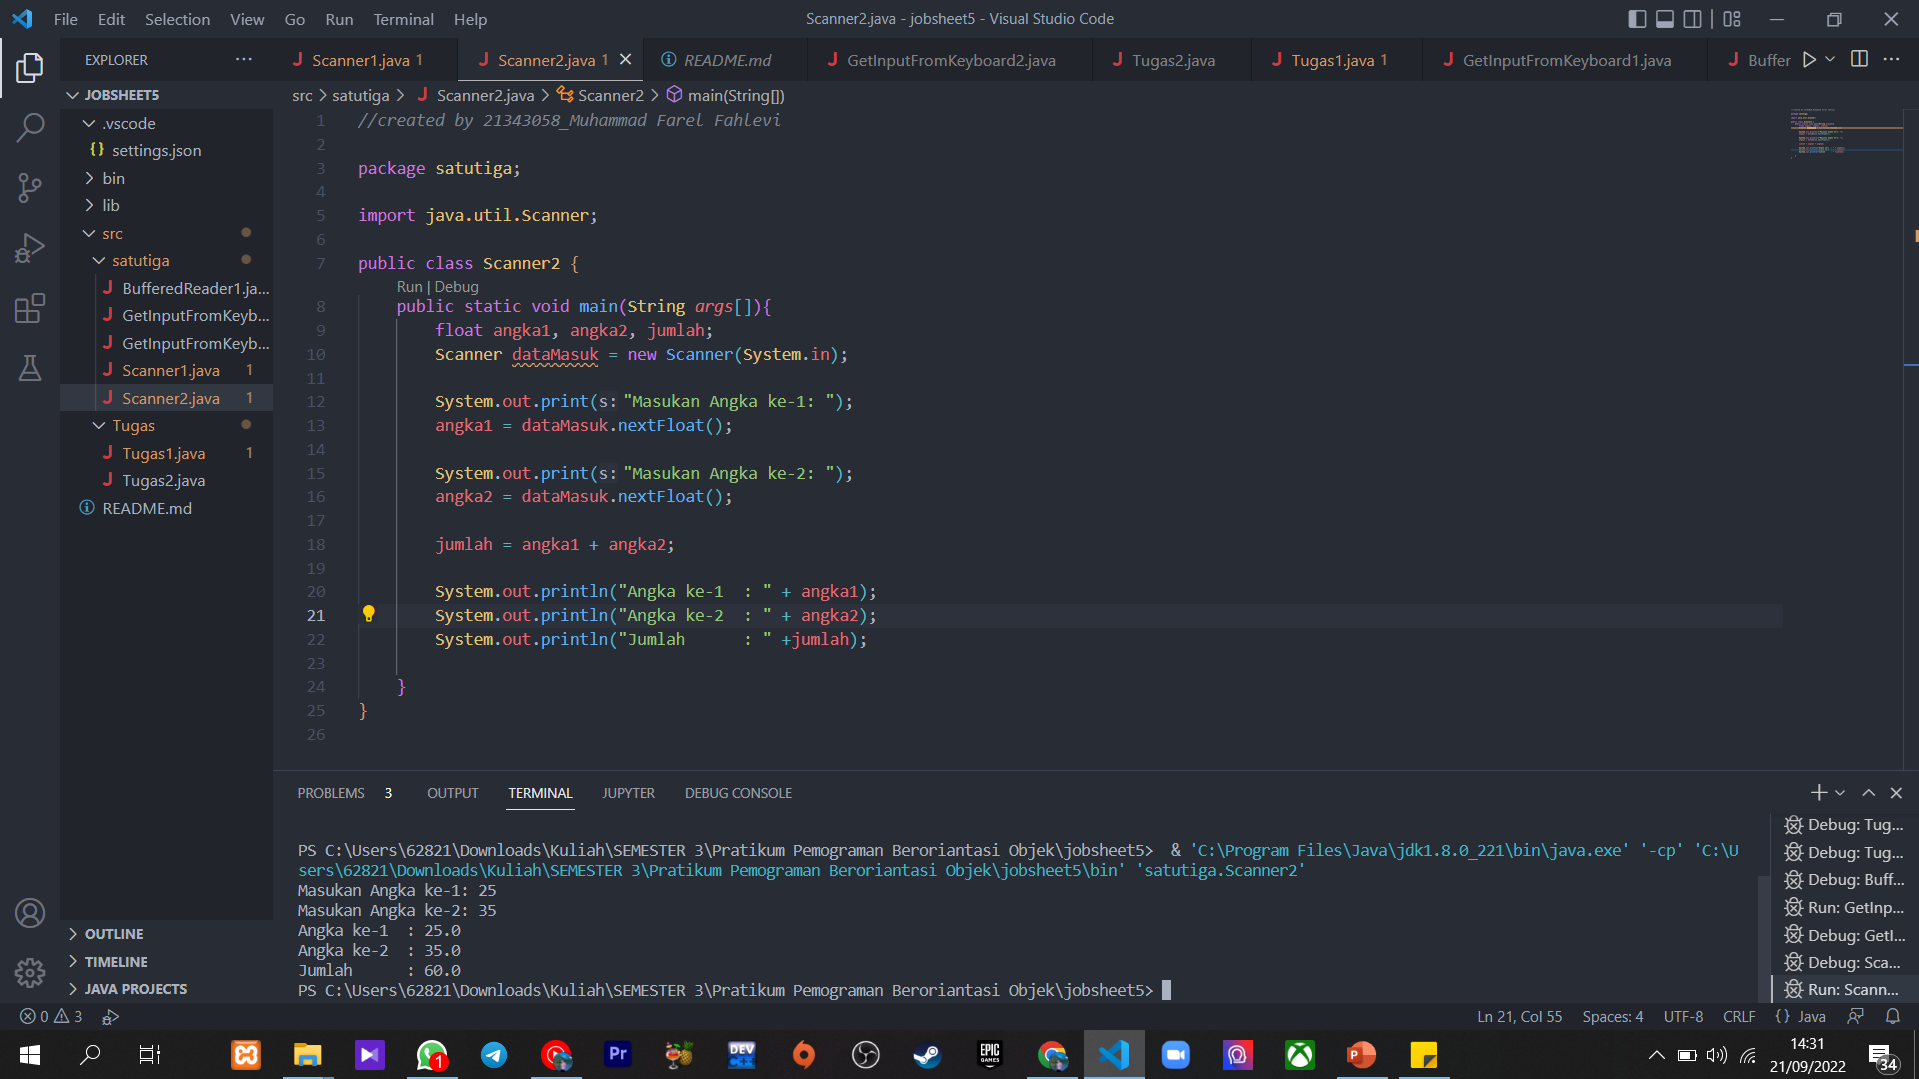 File Edit Selection View Go Run Terminal Help
Scanner2.java - jobsheet5 - Visual Studio Code
EXPLORER
Scanner1.java 1
Scanner2.java 1
README.md
GetInputFromKeyboard2.java
Tugas2.java
Tugas1.java 1
GetInputFromKeyboard1.java
Buffer
JOBSHEET5
.vscode
settings.json
bin
lib
src
satutiga
BufferedReader1.ja...
GetInputFromKeyb...
GetInputFromKeyb...
Scanner1.java 1
Scanner2.java 1
Tugas
Tugas1.java 1
Tugas2.java
README.md
OUTLINE
TIMELINE
JAVA PROJECTS
src > satutiga > Scanner2.java > Scanner2 > main(String[])
1 //created by 21343058_Muhammad Farel Fahlevi
2
3 package satutiga;
4
5 import java.util.Scanner;
6
7 public class Scanner2 {
Run | Debug
8 public static void main(String args[]){
9 float angka1, angka2, jumlah;
10 Scanner dataMasuk = new Scanner(System.in);
11
12 System.out.print(s: "Masukan Angka ke-1: ");
13 angka1 = dataMasuk.nextFloat();
14
15 System.out.print(s: "Masukan Angka ke-2: ");
16 angka2 = dataMasuk.nextFloat();
17
18 jumlah = angka1 + angka2;
19
20 System.out.println("Angka ke-1  : " + angka1);
21 System.out.println("Angka ke-2  : " + angka2);
22 System.out.println("Jumlah      : " +jumlah);
23
24 }
25 }
26
PROBLEMS 3 OUTPUT TERMINAL JUPYTER DEBUG CONSOLE
PS C:\Users\62821\Downloads\Kuliah\SEMESTER 3\Pratikum Pemograman Beroriantasi Objek\jobsheet5>  & 'C:\Program Files\Java\jdk1.8.0_221\bin\java.exe' '-cp' 'C:\U
sers\62821\Downloads\Kuliah\SEMESTER 3\Pratikum Pemograman Beroriantasi Objek\jobsheet5\bin' 'satutiga.Scanner2'
Masukan Angka ke-1: 25
Masukan Angka ke-2: 35
Angka ke-1  : 25.0
Angka ke-2  : 35.0
Jumlah      : 60.0
PS C:\Users\62821\Downloads\Kuliah\SEMESTER 3\Pratikum Pemograman Beroriantasi Objek\jobsheet5>
Debug: Tug...
Debug: Tug...
Debug: Buff...
Run: GetInp...
Debug: GetI...
Debug: Sca...
Run: Scann...
0 3
Ln 21, Col 55 Spaces: 4 UTF-8 CRLF {} Java
1
Pr
DEV
EPIC GAMES
P
14:31
21/09/2022
34